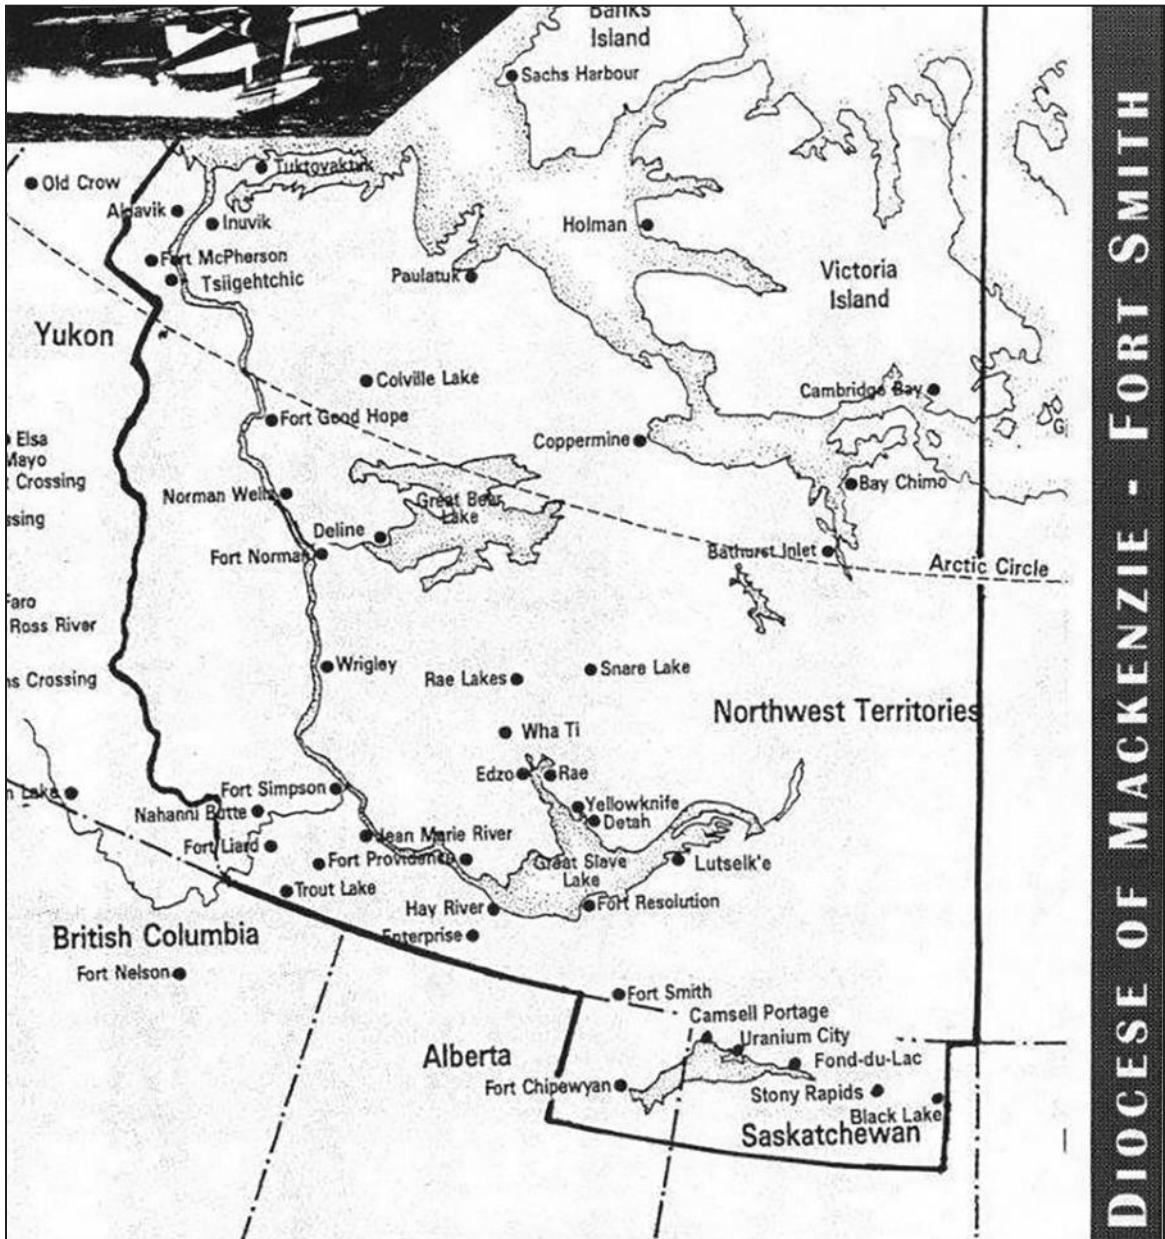 Banks
Island
Sachs Harbour
Tuktoyaktuk
Old Crow
Aklavik
Inuvik
Holman
Fort McPherson
Tsiigehtchic
Paulatuk
Victoria
Island
Yukon
Colville Lake
Cambridge Bay
Fort Good Hope
Coppermine
G
Elsa
Mayo
Crossing
Norman Wells
Great Bear
Lake
Bay Chimo
ssing
Deline
Fort Norman
Bathurst Inlet
Arctic Circle
Faro
Ross River
Wrigley
Snare Lake
Rae Lakes
ns Crossing
Northwest Territories
Wha Ti
Edzo
Rae
n Lake
Fort Simpson
Nahanni Butte
Yellowknife
Detah
Jean Marie River
Fort Liard
Fort Providence
Great Slave
Lake
Lutselk'e
Trout Lake
Hay River
Fort Resolution
British Columbia
Enterprise
Fort Nelson
Fort Smith
Camsell Portage
Uranium City
Alberta
Fond-du-Lac
Fort Chipewyan
Stony Rapids
Black Lake
Saskatchewan
DIOCESE OF MACKENZIE - FORT SMITH